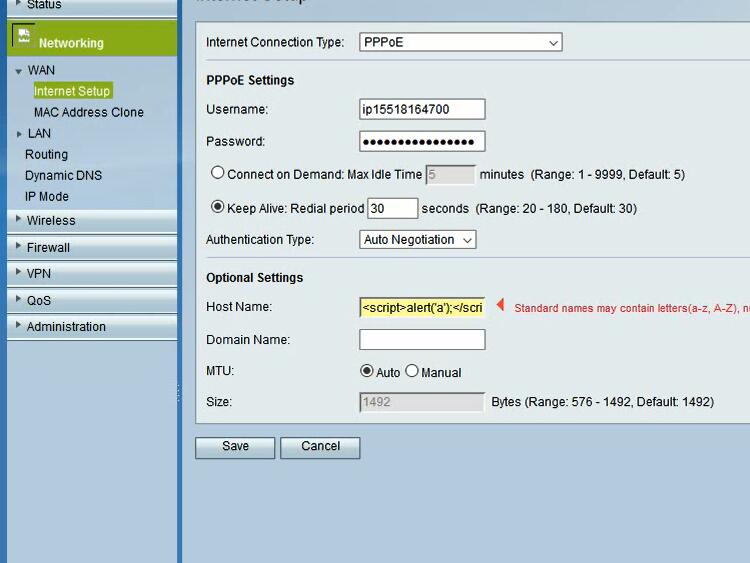 Status
Networking
WAN
Internet Setup
MAC Address Clone
LAN
Routing
Dynamic DNS
IP Mode
Wireless
Firewall
VPN
QoS
Administration
Internet Connection Type: PPPoE
PPPoE Settings
Username: ip15518164700
Password: ●●●●●●●●●●●●●●●●
Connect on Demand: Max Idle Time 5 minutes (Range: 1 - 9999, Default: 5)
Keep Alive: Redial period 30 seconds (Range: 20 - 180, Default: 30)
Authentication Type: Auto Negotiation
Optional Settings
Host Name: <script>alert('a');</scri Standard names may contain letters(a-z, A-Z),
Domain Name:
MTU: Auto Manual
Size: 1492 Bytes (Range: 576 - 1492, Default: 1492)
Save Cancel